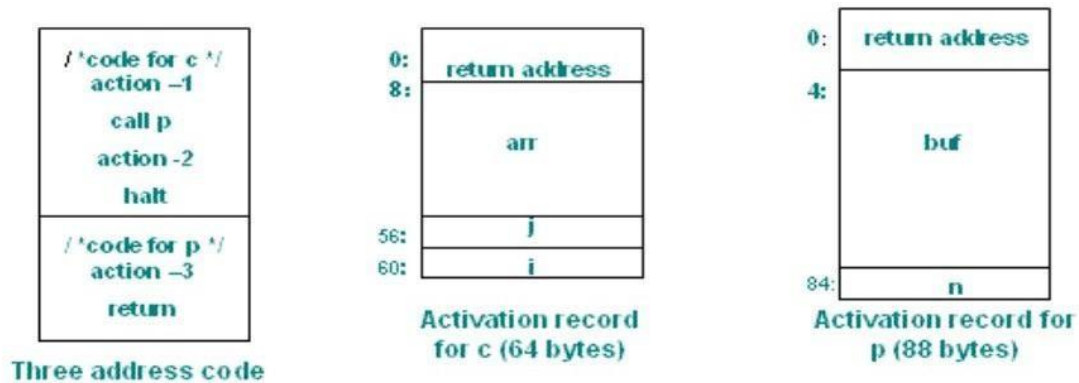 / *code for c */
action –1
call p
action -2
halt
/ *code for p */
action –3
return
Three address code
0:
return address
8:
arr
56:
j
60:
i
Activation record
for c (64 bytes)
0:
return address
4:
buf
84:
n
Activation record for
p (88 bytes)